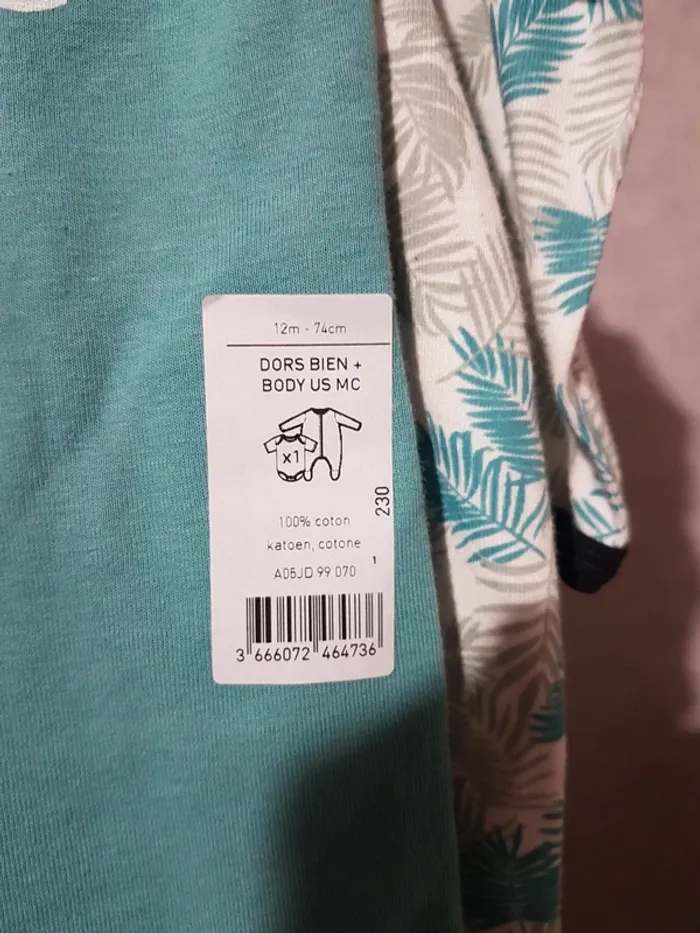 12m - 74cm
DORS BIEN +
BODY US MC
x1
230
100% coton
katoen, cotone
A05JD 99 070
1
3 666072 464736